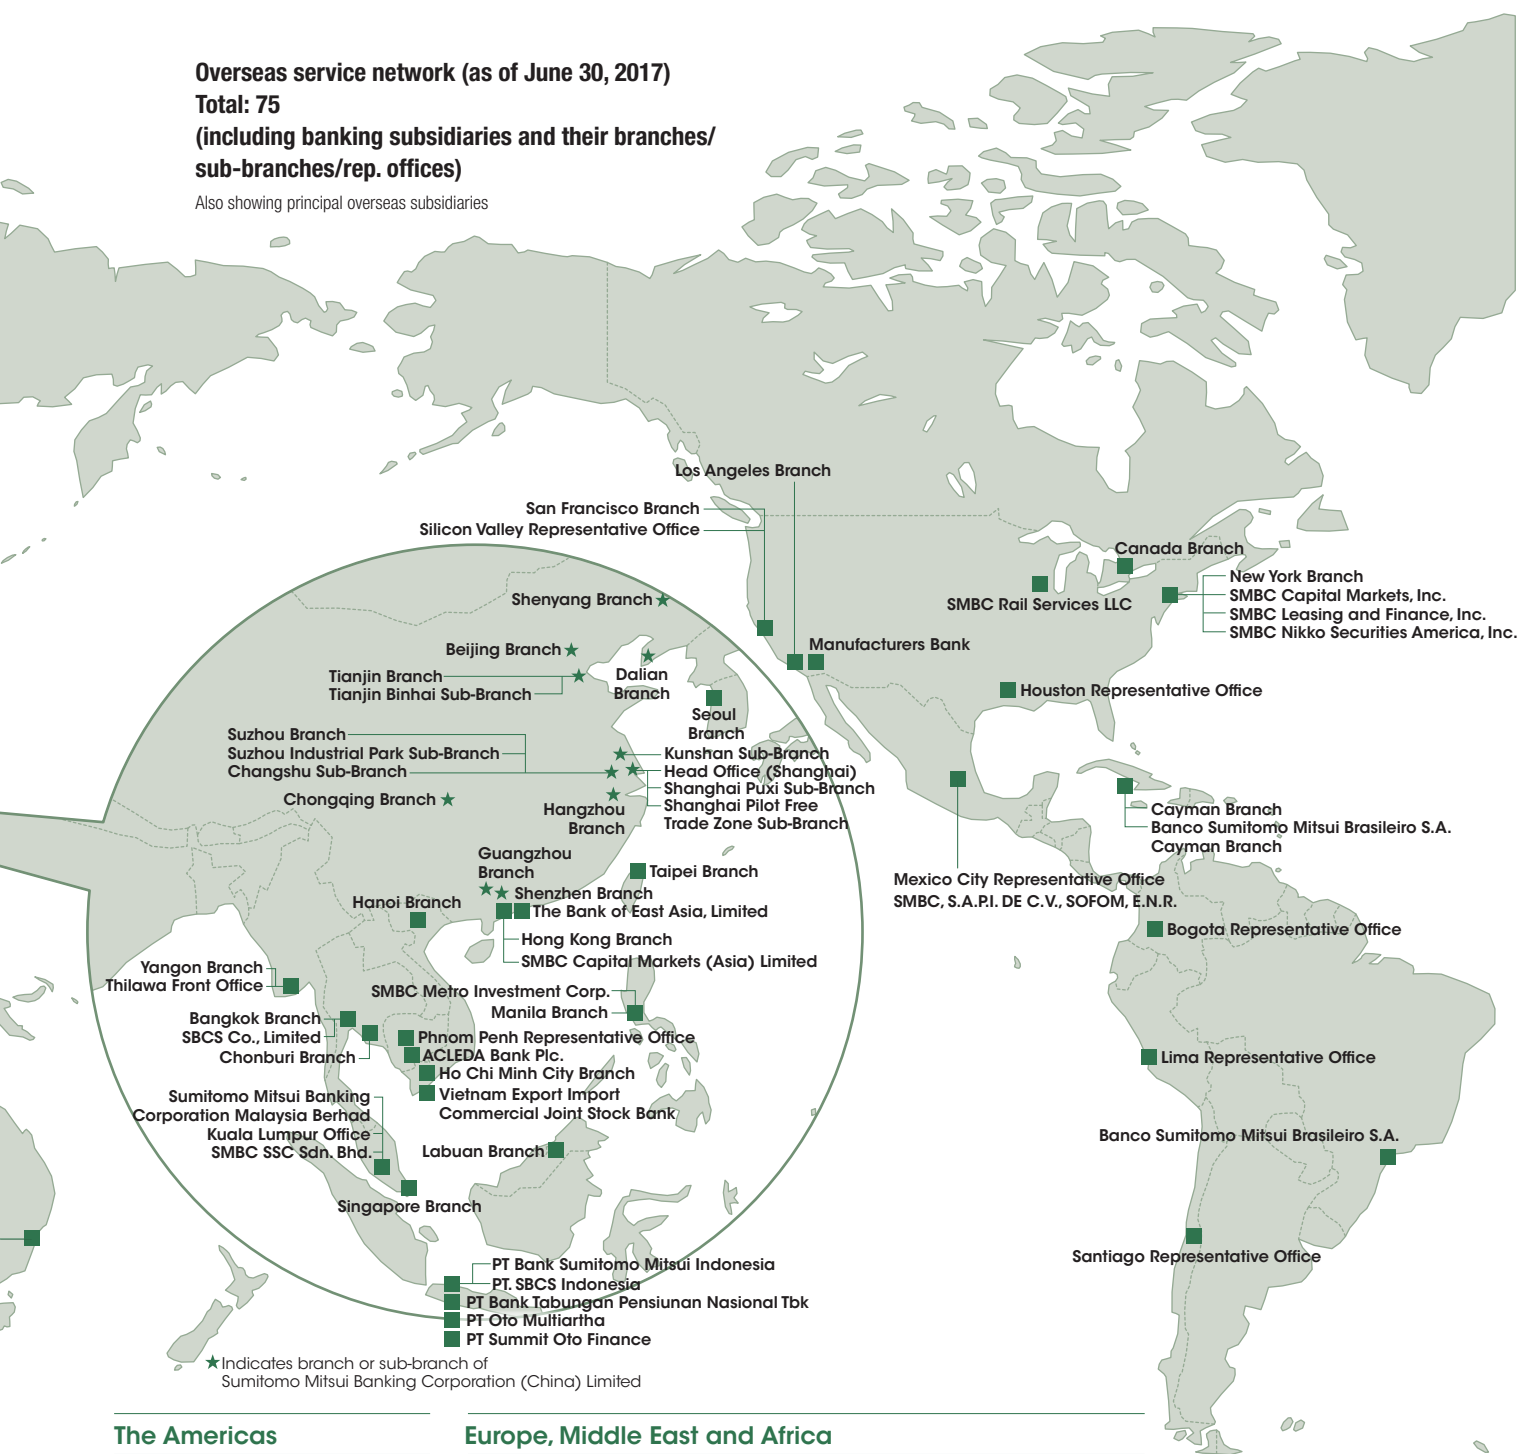 Overseas service network (as of June 30, 2017)
Total: 75
(including banking subsidiaries and their branches/
sub-branches/rep. offices)
Also showing principal overseas subsidiaries
Los Angeles Branch
San Francisco Branch
Silicon Valley Representative Office
Canada Branch
New York Branch
SMBC Capital Markets, Inc.
SMBC Leasing and Finance, Inc.
SMBC Nikko Securities America, Inc.
SMBC Rail Services LLC
Manufacturers Bank
Houston Representative Office
Shenyang Branch
Beijing Branch
Tianjin Branch
Tianjin Binhai Sub-Branch
Dalian
Branch
Seoul
Branch
Suzhou Branch
Suzhou Industrial Park Sub-Branch
Changshu Sub-Branch
Kunshan Sub-Branch
Head Office (Shanghai)
Shanghai Puxi Sub-Branch
Shanghai Pilot Free
Trade Zone Sub-Branch
Chongqing Branch
Hangzhou
Branch
Cayman Branch
Banco Sumitomo Mitsui Brasileiro S.A.
Cayman Branch
Guangzhou
Branch
Taipei Branch
Shenzhen Branch
The Bank of East Asia, Limited
Hong Kong Branch
SMBC Capital Markets (Asia) Limited
Hanoi Branch
Mexico City Representative Office
SMBC, S.A.P.I. DE C.V., SOFOM, E.N.R.
Bogota Representative Office
Yangon Branch
Thilawa Front Office
SMBC Metro Investment Corp.
Manila Branch
Bangkok Branch
SBCS Co., Limited
Chonburi Branch
Phnom Penh Representative Office
ACLEDA Bank Plc.
Ho Chi Minh City Branch
Vietnam Export Import
Commercial Joint Stock Bank
Lima Representative Office
Sumitomo Mitsui Banking
Corporation Malaysia Berhad
Kuala Lumpur Office
SMBC SSC Sdn. Bhd.
Labuan Branch
Singapore Branch
Banco Sumitomo Mitsui Brasileiro S.A.
Santiago Representative Office
PT Bank Sumitomo Mitsui Indonesia
PT. SBCS Indonesia
PT Bank Tabungan Pensiunan Nasional Tbk
PT Oto Multiartha
PT Summit Oto Finance
★Indicates branch or sub-branch of
Sumitomo Mitsui Banking Corporation (China) Limited
The Americas
Europe, Middle East and Africa